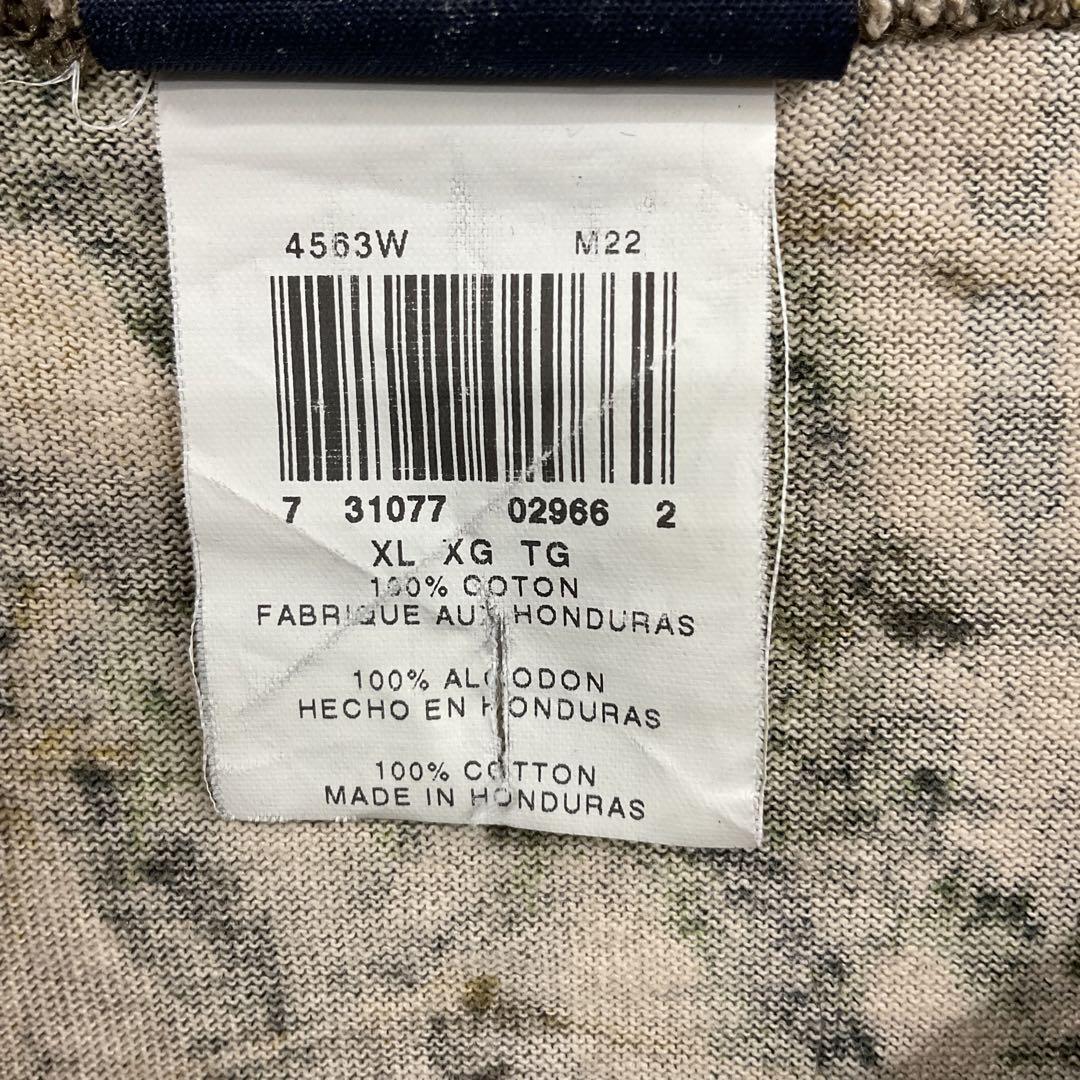 4563W M22
7 31077 02966 2
XL XG TG
100% COTON
FABRIQUE AUX HONDURAS
100% ALGODON
HECHO EN HONDURAS
100% COTTON
MADE IN HONDURAS